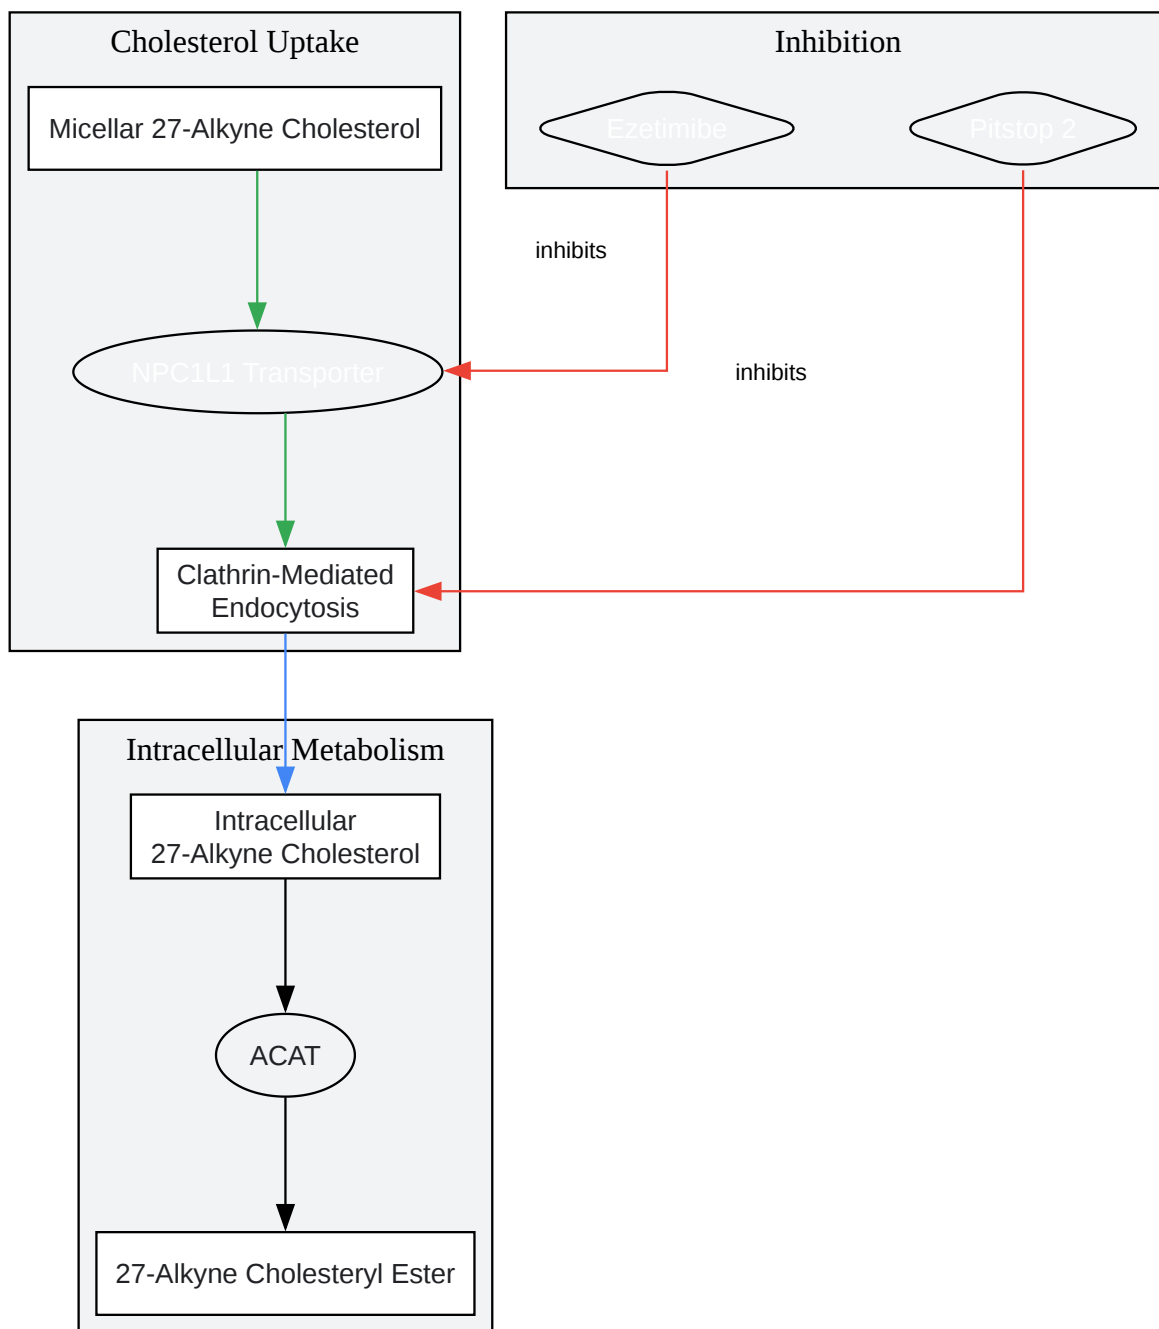 Cholesterol Uptake
Micellar 27-Alkyne Cholesterol
NPC1L1 Transporter
Clathrin-Mediated
Endocytosis
Inhibition
Ezetimibe
Pitstop 2
inhibits
inhibits
Intracellular Metabolism
Intracellular
27-Alkyne Cholesterol
ACAT
27-Alkyne Cholesteryl Ester